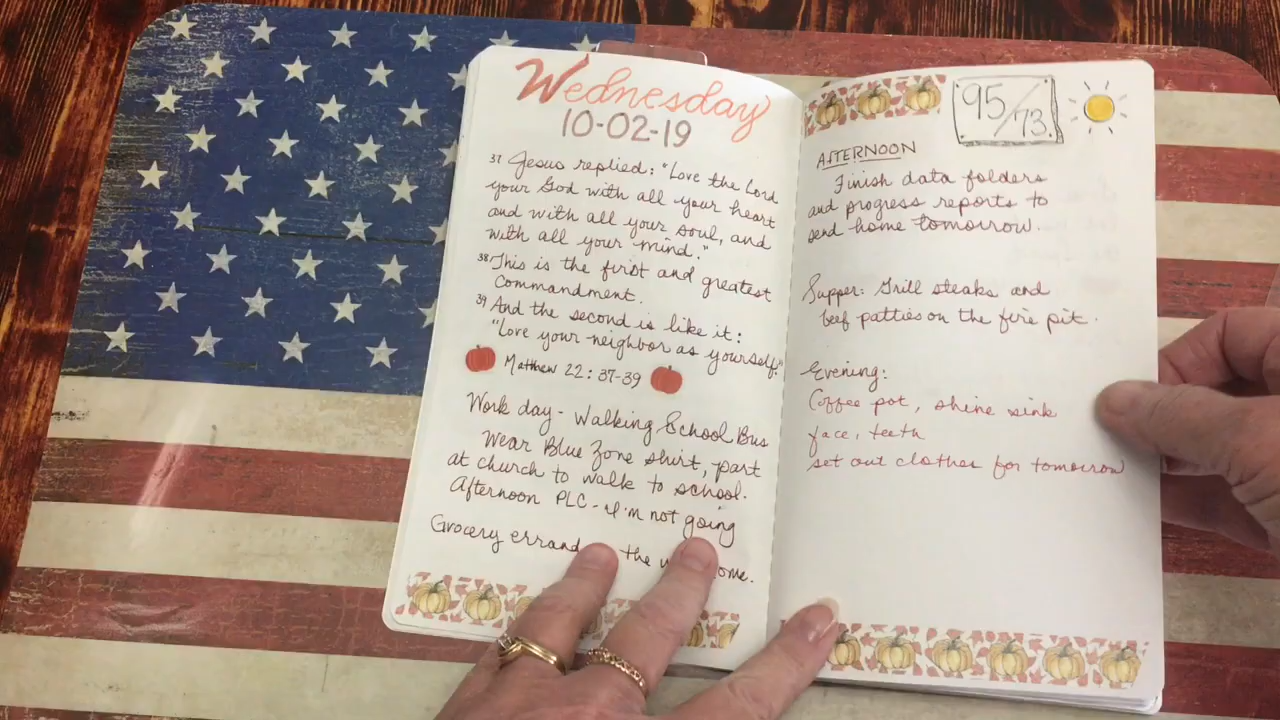 Wednesday
10-02-19
37 Jesus replied: "Love the Lord
your God with all your heart
and with all your soul, and
with all your mind."
38 This is the first and greatest
commandment.
39 And the second is like it:
"Love your neighbor as yourself."
Matthew 22:37-39
Work day - Walking School Bus
Wear Blue Zone shirt, part
at church to walk to school.
Afternoon PLC - I'm not going
Grocery errand the
95/73
AFTERNOON
Finish data folders
and progress reports to
send home tomorrow.
Supper: Grill steaks and
beef patties on the fire pit.
Evening:
Coffee pot, shine sink
face, teeth
set out clothes for tomorrow